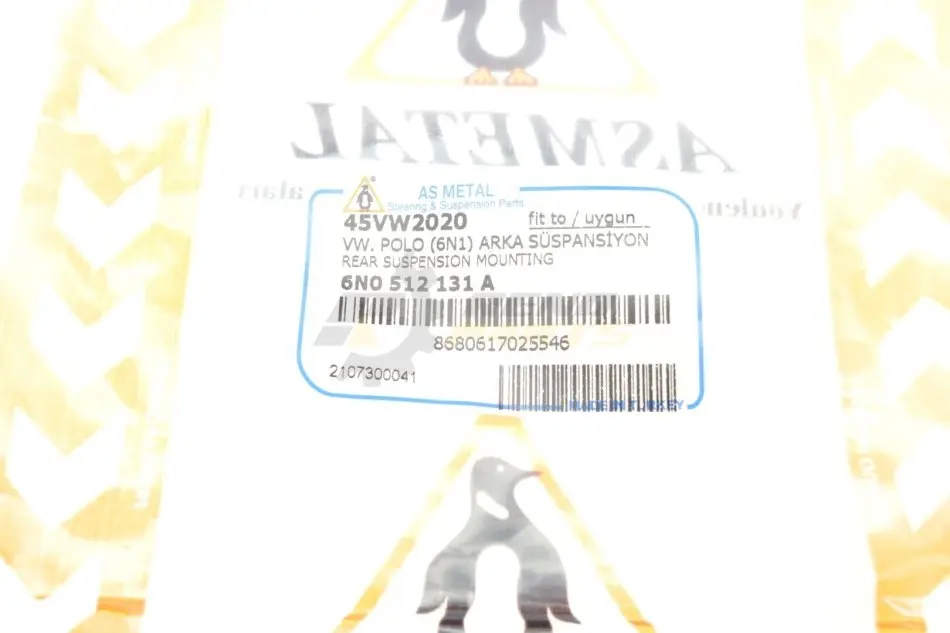 ASMETAL
AS METAL
Steering & Suspension Parts
45VW2020 fit to / uygun
VW. POLO (6N1) ARKA SÜSPANSİYON
REAR SUSPENSION MOUNTING
6N0 512 131 A
8680617025546
2107300041
MADE IN TURKEY